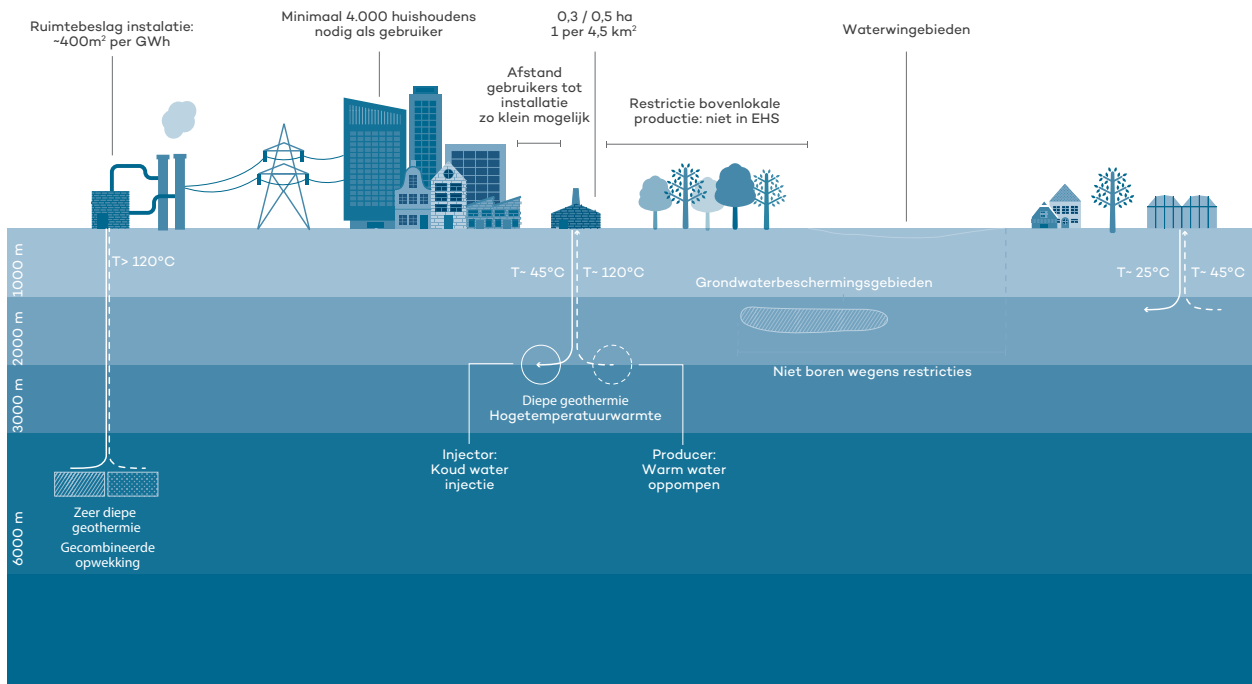 Ruimtebeslag instalatie:
~400m² per GWh
Minimaal 4.000 huishoudens
nodig als gebruiker
0,3 / 0,5 ha
1 per 4,5 km²
Waterwingebieden
Afstand
gebruikers tot
installatie
zo klein mogelijk
Restrictie bovenlokale
productie: niet in EHS
1000 m
T> 120°C
T~ 45°C
T~ 120°C
Grondwaterbeschermingsgebieden
T~ 25°C
T~ 45°C
2000 m
Niet boren wegens restricties
3000 m
Diepe geothermie
Hogetemperatuurwarmte
Injector:
Koud water
injectie
Producer:
Warm water
oppompen
6000 m
Zeer diepe
geothermie
Gecombineerde
opwekking